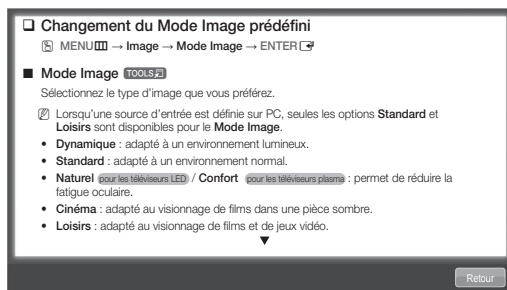 ❑ Changement du Mode Image prédéfini
MENU → Image → Mode Image → ENTER
■ Mode Image TOOLS
Sélectionnez le type d'image que vous préférez.
Lorsqu'une source d'entrée est définie sur PC, seules les options Standard et
Loisirs sont disponibles pour le Mode Image.
• Dynamique : adapté à un environnement lumineux.
• Standard : adapté à un environnement normal.
• Naturel pour les téléviseurs LED / Confort pour les téléviseurs plasma : permet de réduire la
fatigue oculaire.
• Cinéma : adapté au visionnage de films dans une pièce sombre.
• Loisirs : adapté au visionnage de films et de jeux vidéo.
▼
Retour